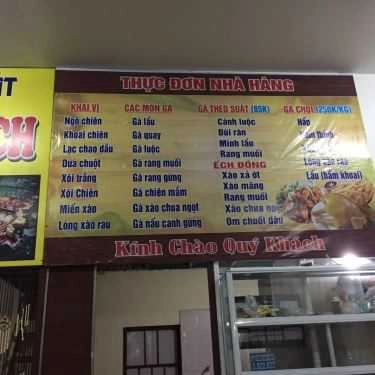 ỊT
CH
THỰC ĐƠN NHÀ HÀNG
KHAI VỊ
Ngô chiên
Khoai chiên
Lạc chao dầu
Dưa chuột
Xôi trắng
Xôi Chiên
Miến xào
Lòng xào rau
CÁC MÓN GÀ
Gà lẩu
Gà quay
Gà luộc
Gà rang muối
Gà rang gừng
Gà chiên mắm
Gà xào chua ngọt
Gà nấu canh gừng
GÀ THEO SUẤT (85K)
Cánh luộc
Đùi rán
Mình lẩu
Rang muối
ẾCH ĐỒNG
Xào xả ớt
Xào măng
Rang muối
Xào chua
Om chuối đậu
GÀ CHỌI (250K/KG)
Hấp
Lòng xào
Lẩu (hầm khoai)
Kính Chào Quý Khách